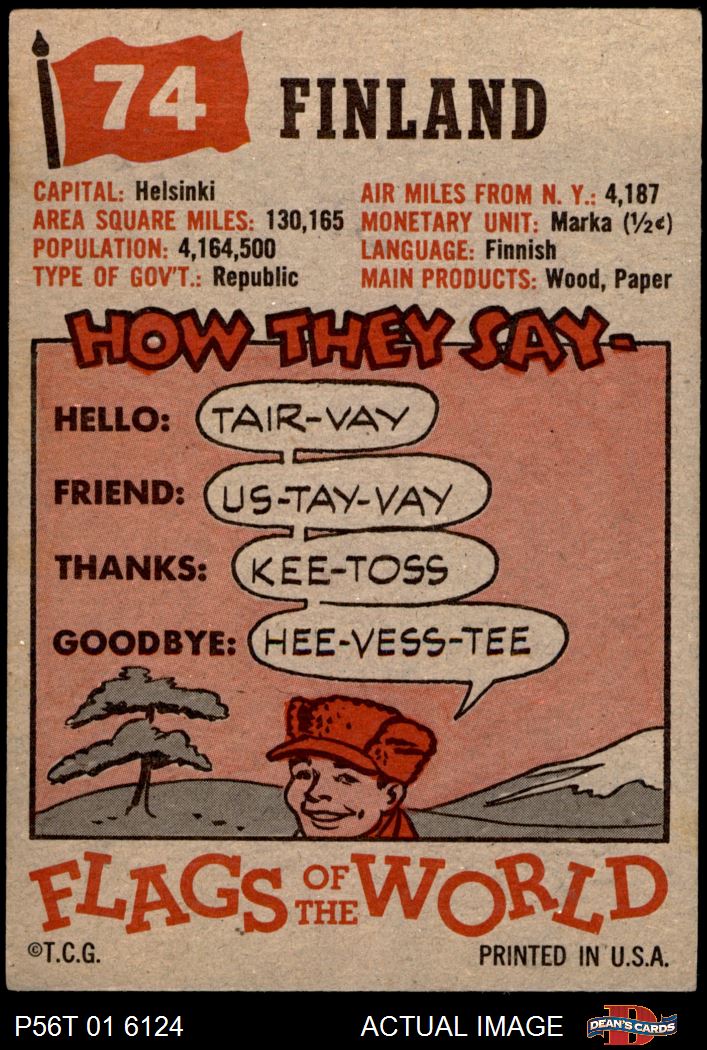 74
FINLAND
CAPITAL: Helsinki
AREA SQUARE MILES: 130,165
POPULATION: 4,164,500
TYPE OF GOV'T.: Republic
AIR MILES FROM N. Y.: 4,187
MONETARY UNIT: Marka (½¢)
LANGUAGE: Finnish
MAIN PRODUCTS: Wood, Paper
HOW THEY SAY-
HELLO: TAIR-VAY
FRIEND: US-TAY-VAY
THANKS: KEE-TOSS
GOODBYE: HEE-VESS-TEE
FLAGS OF THE WORLD
©T.C.G.
PRINTED IN U.S.A.
P56T 01 6124
ACTUAL IMAGE
D
DEAN'S CARDS